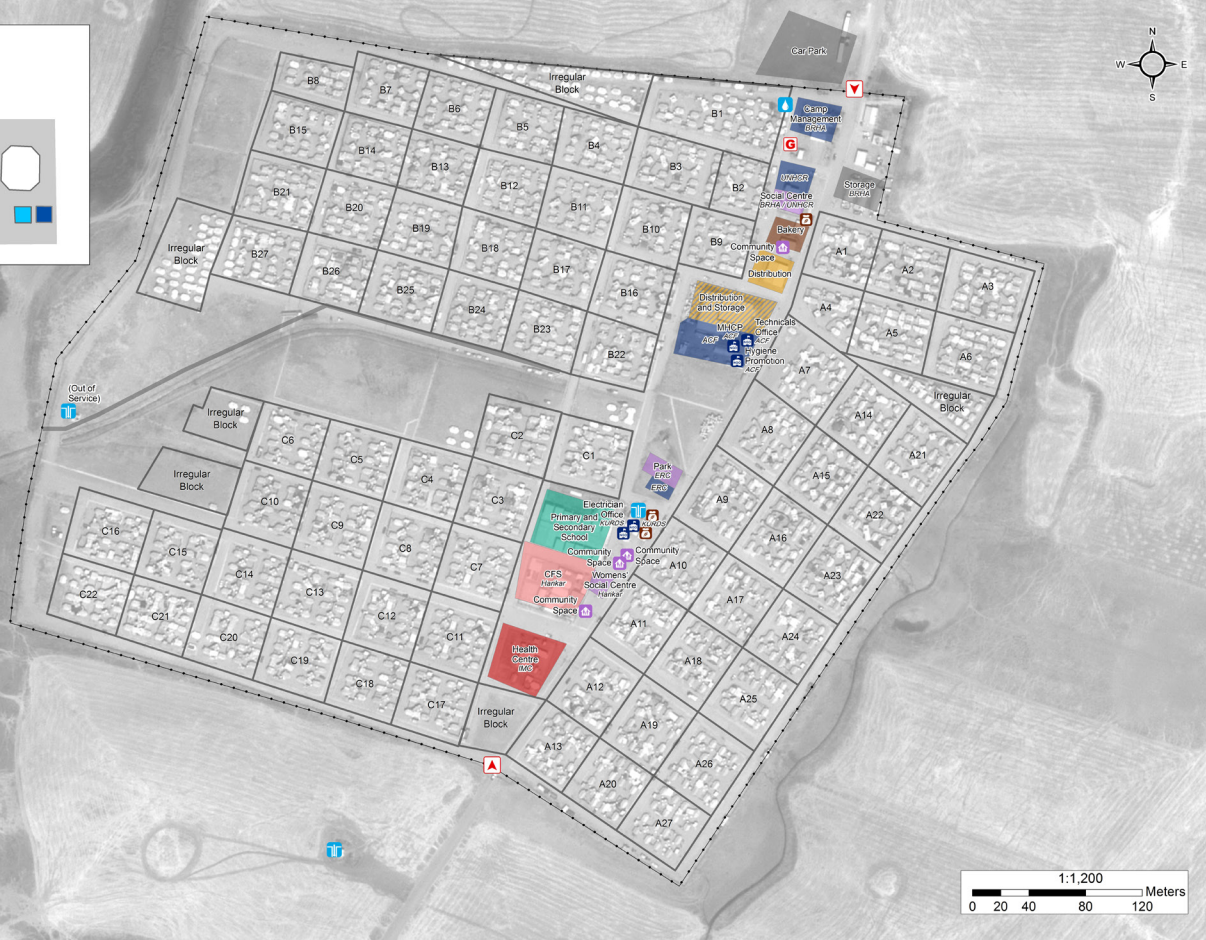 Car Park
N
W
E
S
B8
B7
Irregular
Block
B6
B5
B4
B1
Camp
Management
BRHA
G
B15
B14
B13
B12
B11
B3
B2
UNHCR
Storage
BRHA
Social Centre
BRHA / UNHCR
B21
B20
B19
B18
B17
B10
B9
Bakery
Community
Space
Distribution
A1
A2
A3
Irregular
Block
B27
B26
B25
B24
B23
B16
B22
Distribution
and Storage
MHCP
ACF
ACF
Technicals
Office
ACF
Hygiene
Promotion
ACF
A4
A5
A6
A7
Irregular
Block
(Out of
Service)
Irregular
Block
C6
C5
C4
C3
C2
C1
A8
A14
A21
Irregular
Block
C10
C9
C8
C7
Park
ERC
ERC
A9
A15
A22
Electrician
Office
KURDS
KURDS
Primary and
Secondary
School
C16
C15
C14
C13
Community
Space
Community
Space
A10
A16
A23
CFS
Harikar
Womens'
Social Centre
Harikar
Community
Space
C22
C21
C20
C19
C12
C11
A11
A17
A24
Health
Centre
IMC
C18
C17
Irregular
Block
A12
A18
A25
A13
A19
A26
A20
A27
1:1,200
Meters
0 20 40 80 120